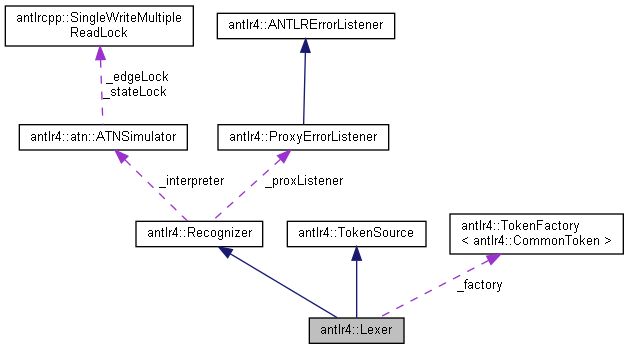 antlrcpp::SingleWriteMultiple
ReadLock
antlr4::ANTLRErrorListener
_edgeLock
_stateLock
antlr4::atn::ATNSimulator
antlr4::ProxyErrorListener
_interpreter
_proxListener
antlr4::Recognizer
antlr4::TokenSource
antlr4::TokenFactory
< antlr4::CommonToken >
_factory
antlr4::Lexer